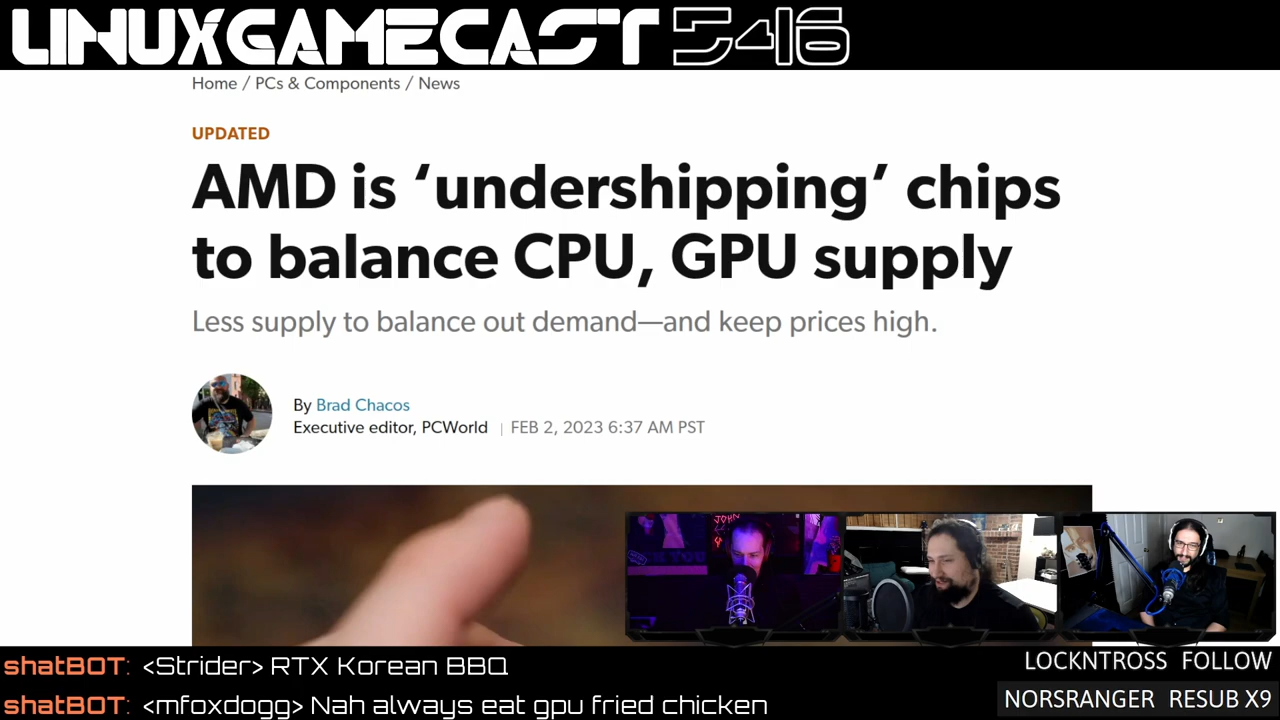 LINUXGAMECAST 546
Home / PCs & Components / News
UPDATED
AMD is ‘undershipping’ chips
to balance CPU, GPU supply
Less supply to balance out demand—and keep prices high.
By Brad Chacos
Executive editor, PCWorld | FEB 2, 2023 6:37 AM PST
JOHN
shatBOT: <Strider> RTX Korean BBQ
LOCKNTROSS FOLLOW
shatBOT: <mfoxdogg> Nah always eat gpu fried chicken
NORSRANGER RESUB X9